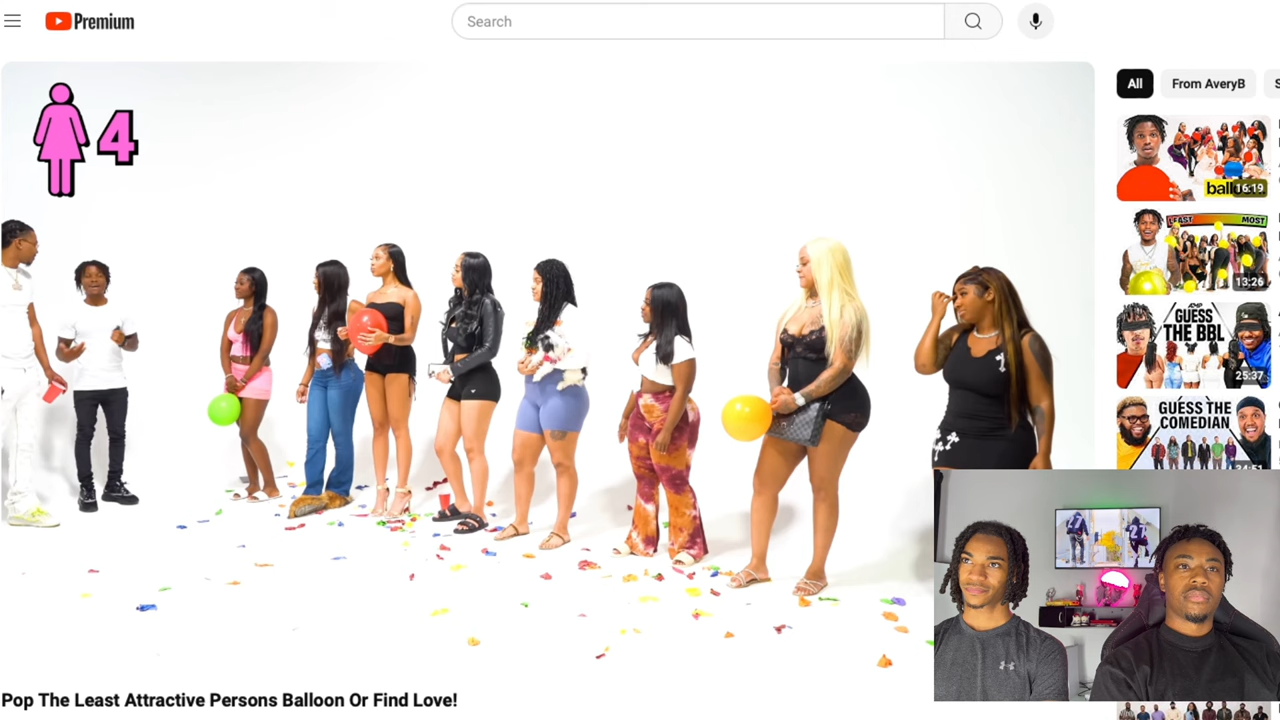 Premium
Search
4
All
From AveryB
S
ball
16:19
LEAST
MOST
13:26
AMP
GUESS
THE BBL
25:37
GUESS THE
COMEDIAN
Pop The Least Attractive Persons Balloon Or Find Love!